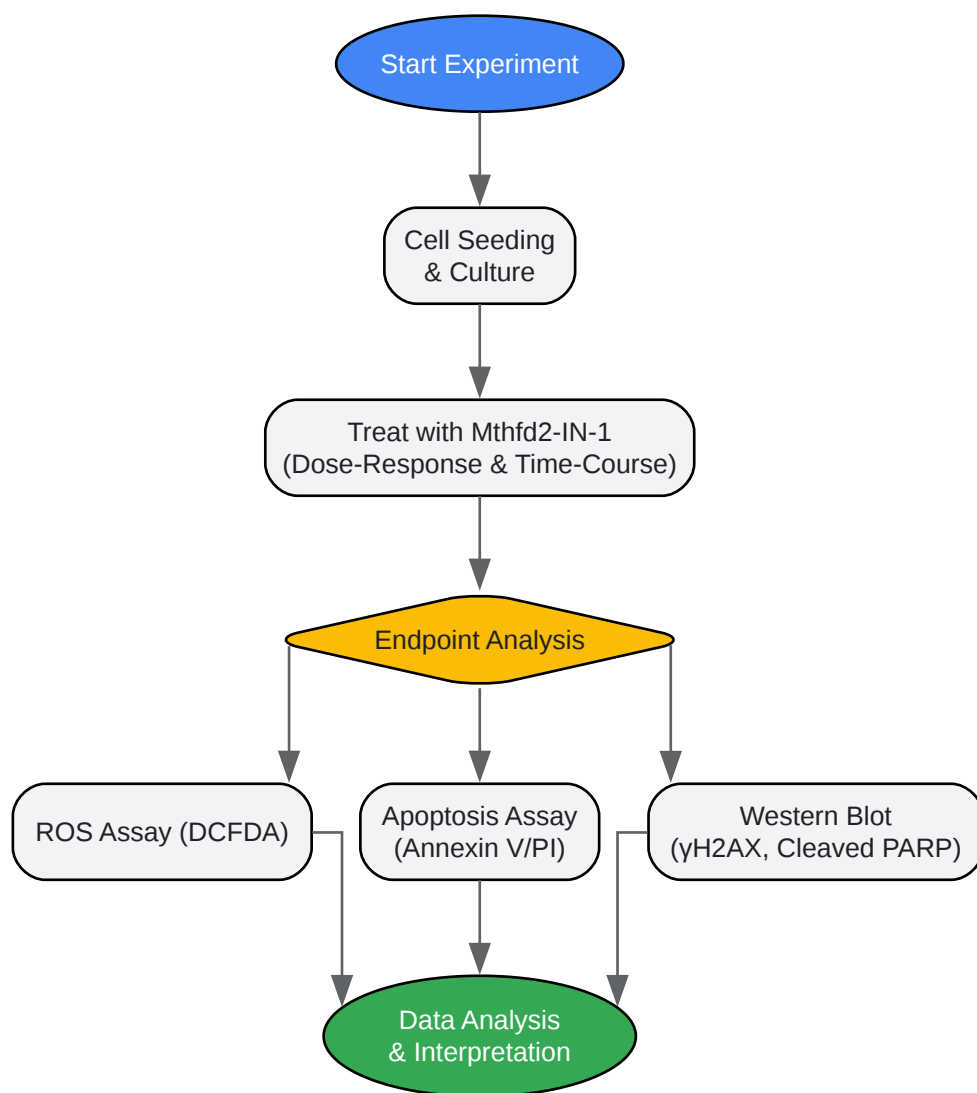 Start Experiment
Cell Seeding
& Culture
Treat with Mthfd2-IN-1
(Dose-Response & Time-Course)
Endpoint Analysis
ROS Assay (DCFDA)
Apoptosis Assay
(Annexin V/PI)
Western Blot
(γH2AX, Cleaved PARP)
Data Analysis
& Interpretation